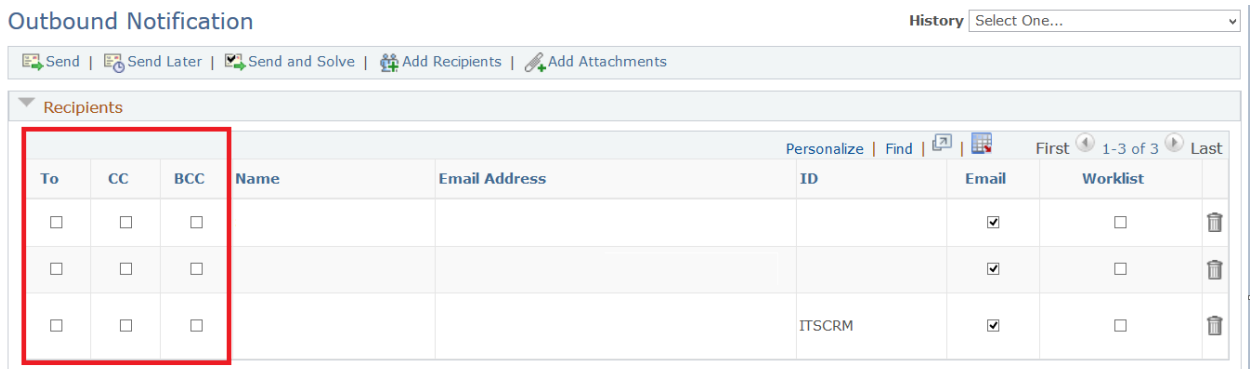 Outbound Notification History Select One...
Send | Send Later | Send and Solve | Add Recipients | Add Attachments
Recipients
Personalize | Find | | First 1-3 of 3 Last
To CC BCC Name Email Address ID Email Worklist
ITSCRM